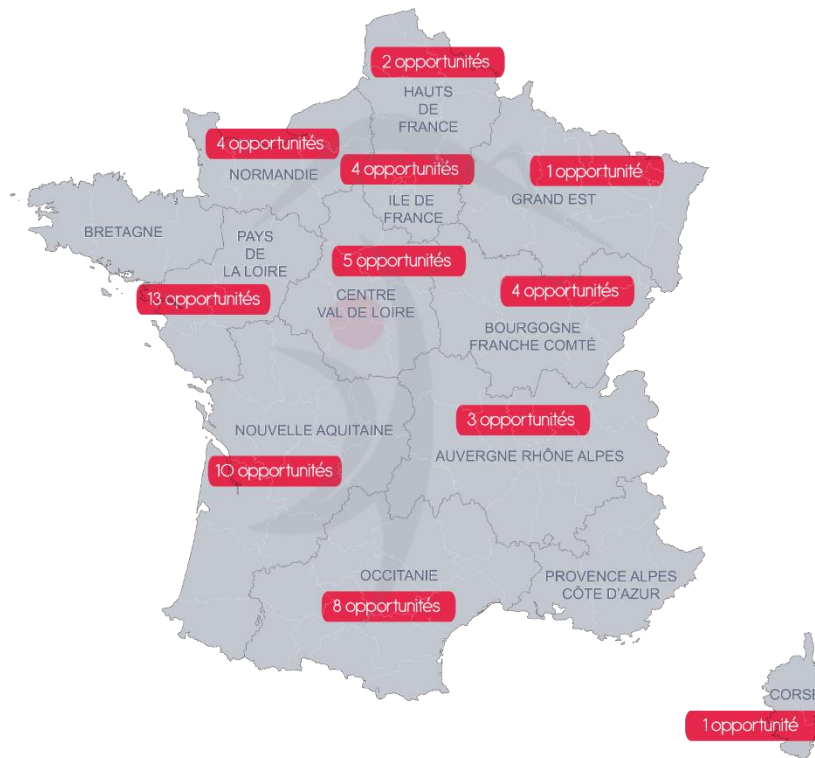 2 opportunités
HAUTS
DE
FRANCE
4 opportunités
NORMANDIE
4 opportunités
ILE DE
FRANCE
1 opportunité
GRAND EST
BRETAGNE
PAYS
DE
LA LOIRE
13 opportunités
5 opportunités
CENTRE
VAL DE LOIRE
4 opportunités
BOURGOGNE
FRANCHE COMTÉ
NOUVELLE AQUITAINE
10 opportunités
3 opportunités
AUVERGNE RHÔNE ALPES
OCCITANIE
8 opportunités
PROVENCE ALPES
CÔTE D'AZUR
CORSE
1 opportunité